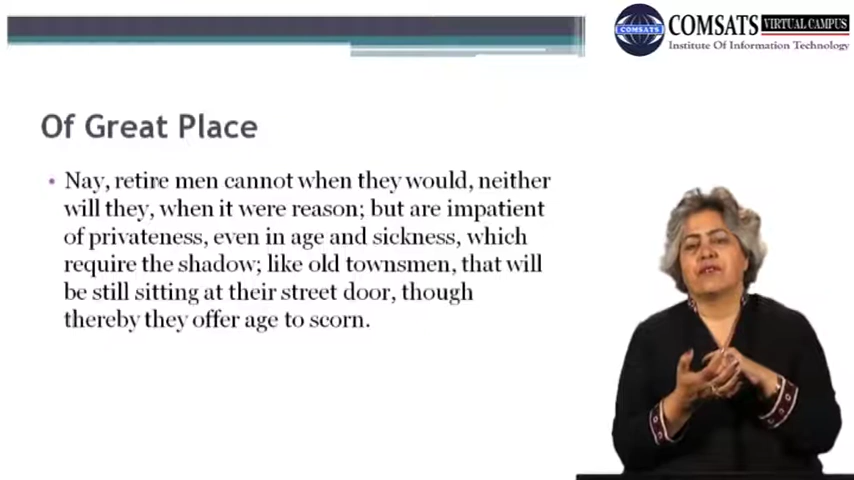 COMSATS
COMSATS VIRTUAL CAMPUS
Institute Of Information Technology
Of Great Place
• Nay, retire men cannot when they would, neither
will they, when it were reason; but are impatient
of privateness, even in age and sickness, which
require the shadow; like old townsmen, that will
be still sitting at their street door, though
thereby they offer age to scorn.